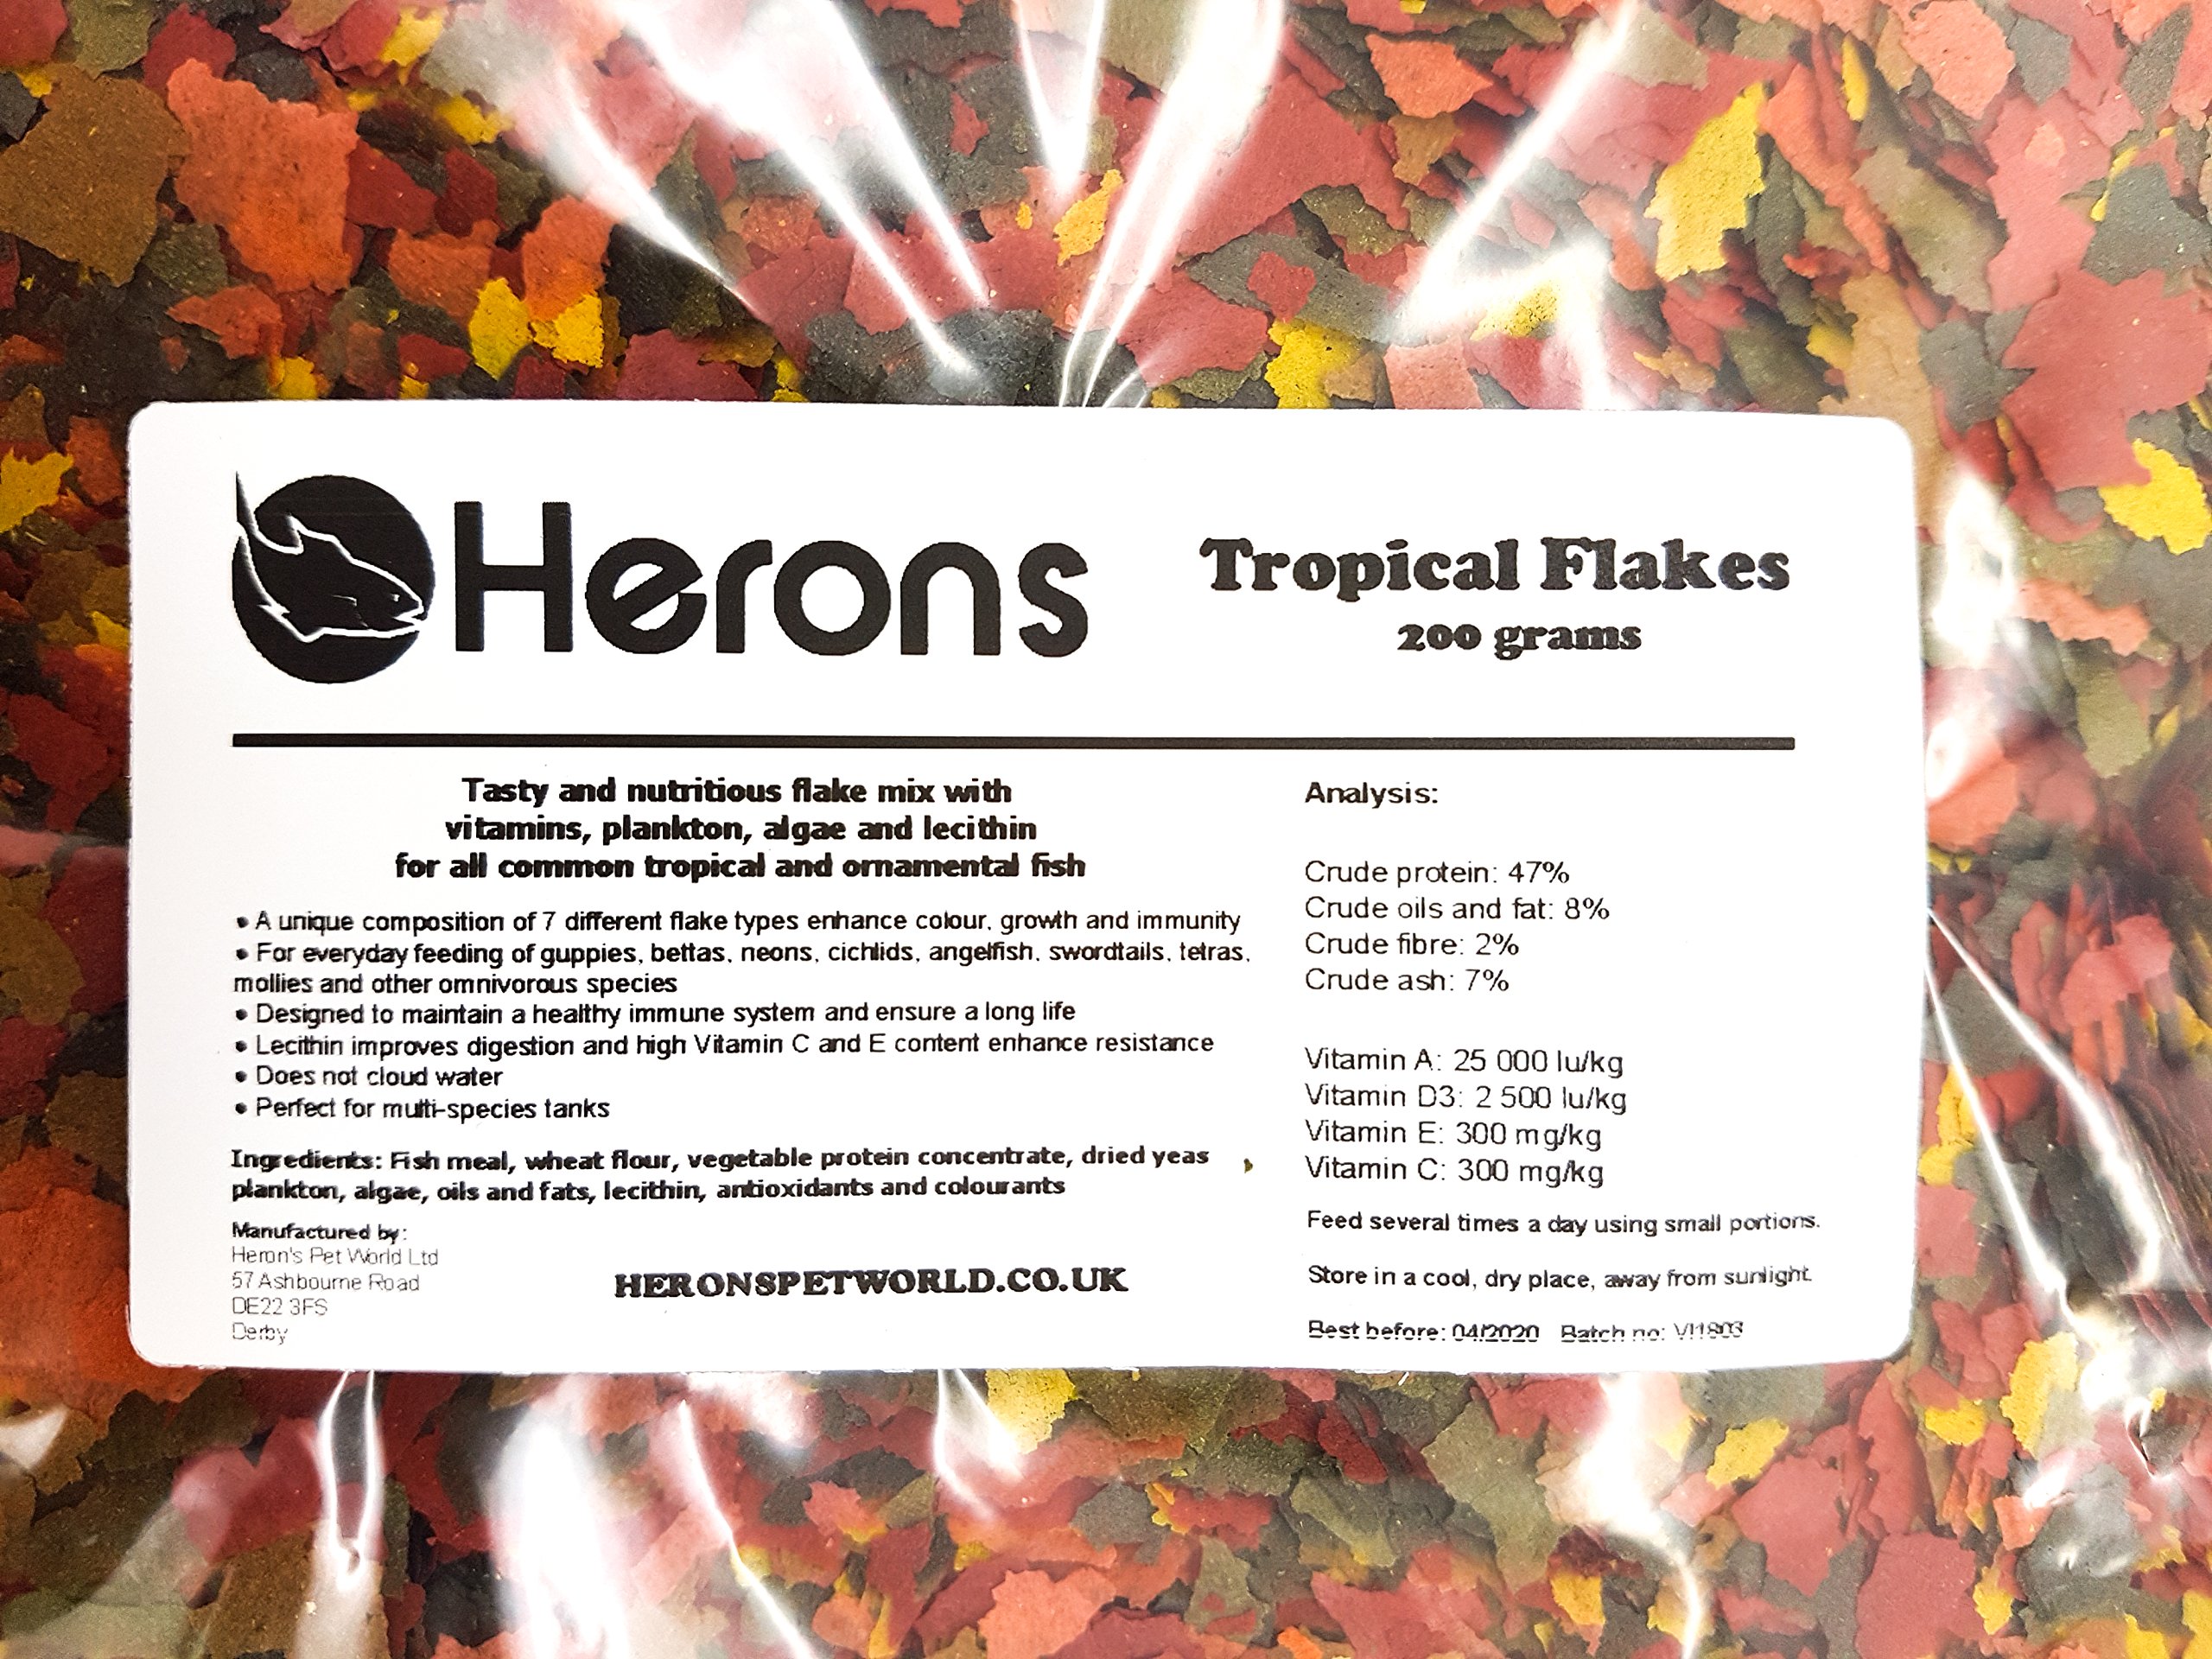 Herons
Tropical Flakes
200 grams
Tasty and nutritious flake mix with
vitamins, plankton, algae and lecithin
for all common tropical and ornamental fish
• A unique composition of 7 different flake types enhance colour, growth and immunity
• For everyday feeding of guppies, bettas, neons, cichlids, angelfish, swordtails, tetras,
mollies and other omnivorous species
• Designed to maintain a healthy immune system and ensure a long life
• Lecithin improves digestion and high Vitamin C and E content enhance resistance
• Does not cloud water
• Perfect for multi-species tanks
Ingredients: Fish meal, wheat flour, vegetable protein concentrate, dried yeas
plankton, algae, oils and fats, lecithin, antioxidants and colourants
Manufactured by:
Heron's Pet World Ltd
57 Ashbourne Road
DE22 3FS
Derby
HERONSPETWORLD.CO.UK
Analysis:
Crude protein: 47%
Crude oils and fat: 8%
Crude fibre: 2%
Crude ash: 7%
Vitamin A: 25 000 Iu/kg
Vitamin D3: 2 500 Iu/kg
Vitamin E: 300 mg/kg
Vitamin C: 300 mg/kg
Feed several times a day using small portions.
Store in a cool, dry place, away from sunlight.
Best before: 04/2020 Batch no: